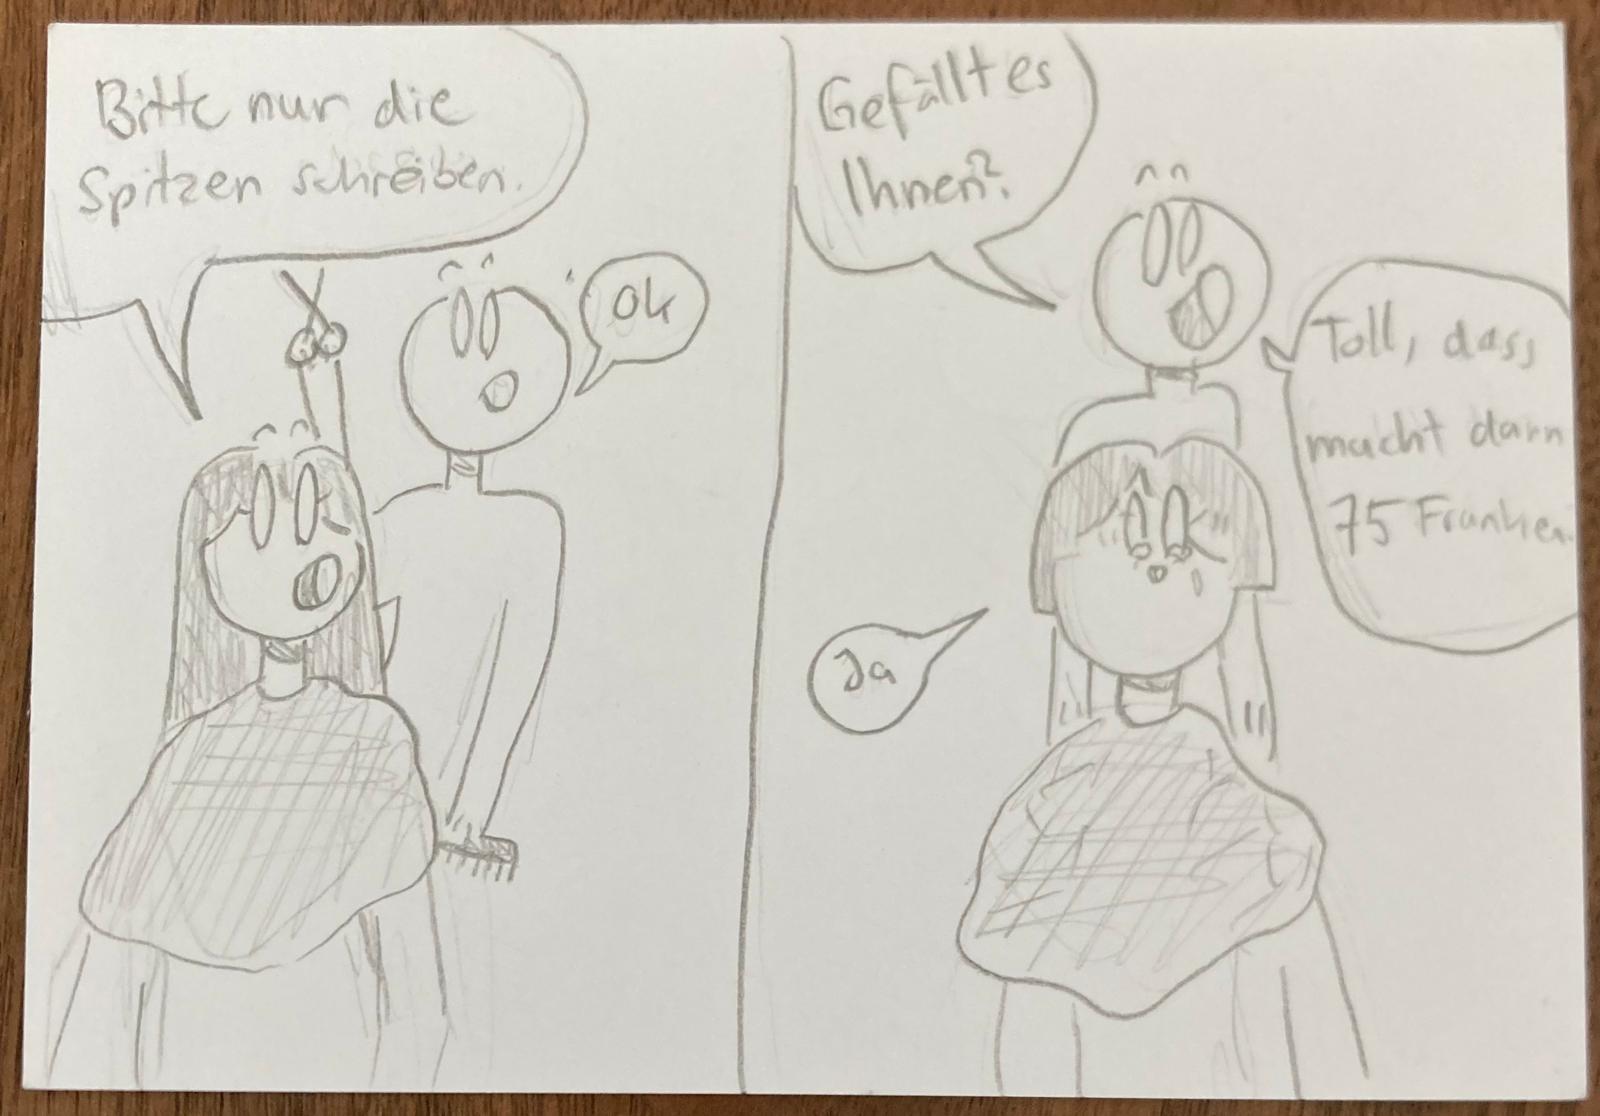 Bitte nur die
Spitzen schreiben.
Ok
Gefällt es
Ihnen?
Ja
Toll, dass
macht dann
75 Franken.